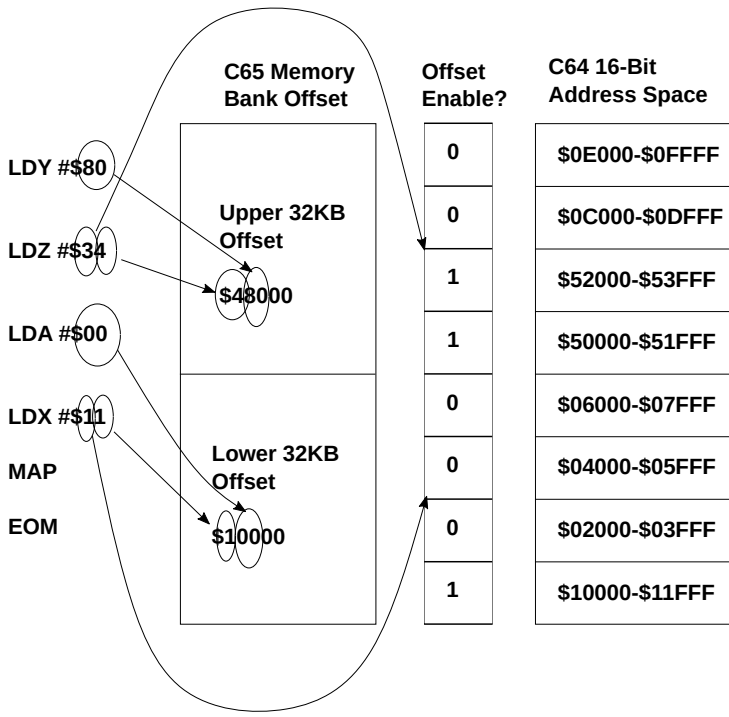 C65 Memory
Bank Offset
Offset
Enable?
C64 16-Bit
Address Space
LDY #$80
LDZ #$34
LDA #$00
LDX #$11
MAP
EOM
Upper 32KB
Offset
$48000
Lower 32KB
Offset
$10000
0
0
1
1
0
0
0
1
$0E000-$0FFFF
$0C000-$0DFFF
$52000-$53FFF
$50000-$51FFF
$06000-$07FFF
$04000-$05FFF
$02000-$03FFF
$10000-$11FFF